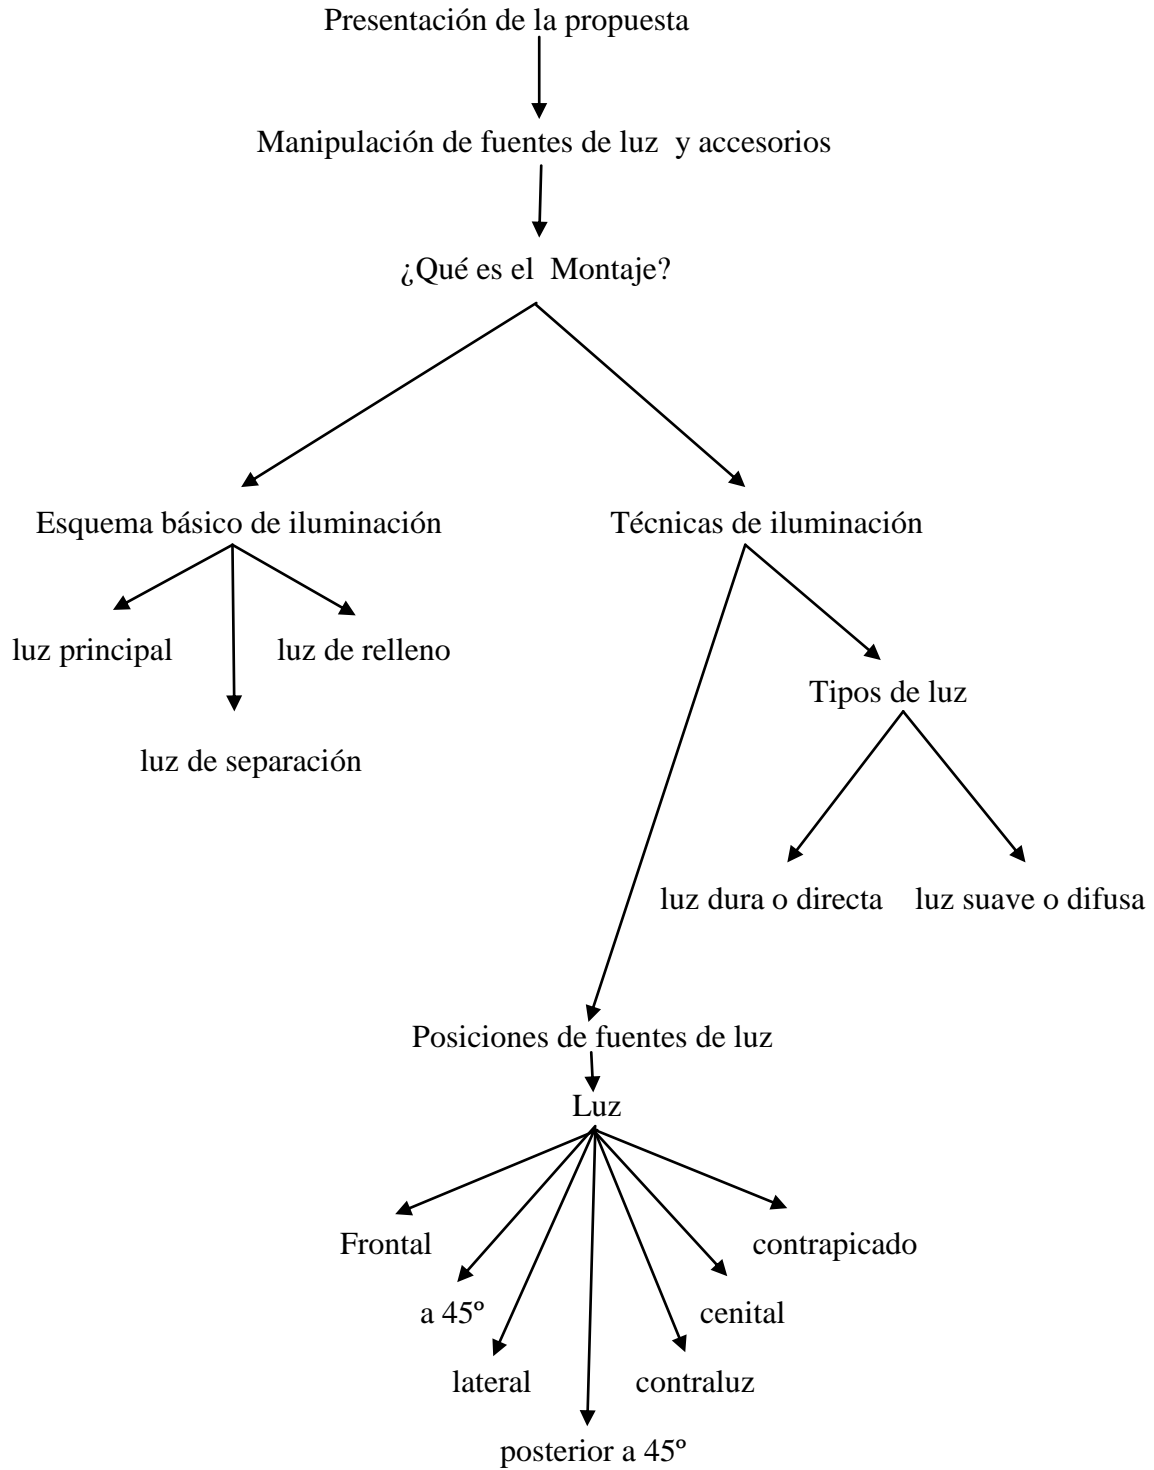 Presentación de la propuesta
Manipulación de fuentes de luz y accesorios
¿Qué es el Montaje?
Esquema básico de iluminación
Técnicas de iluminación
luz principal
luz de relleno
luz de separación
Tipos de luz
luz dura o directa
luz suave o difusa
Posiciones de fuentes de luz
Luz
Frontal
contrapicado
a 45º
cenital
lateral
contraluz
posterior a 45º